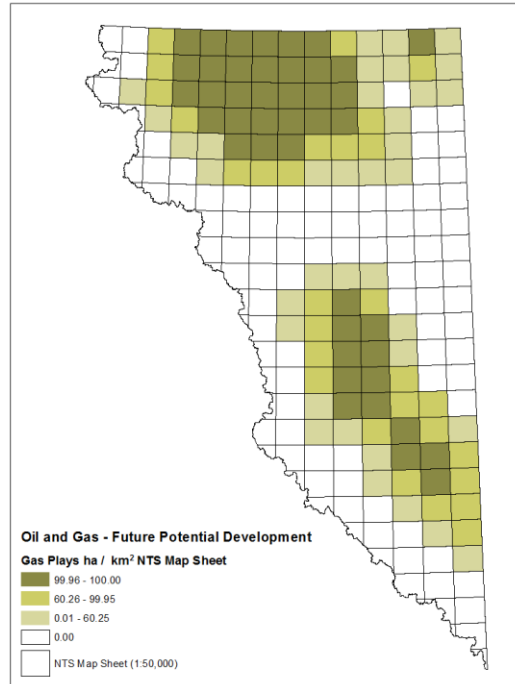 Oil and Gas - Future Potential Development
Gas Plays ha / km² NTS Map Sheet
99.96 - 100.00
60.26 - 99.95
0.01 - 60.25
0.00
NTS Map Sheet (1:50,000)